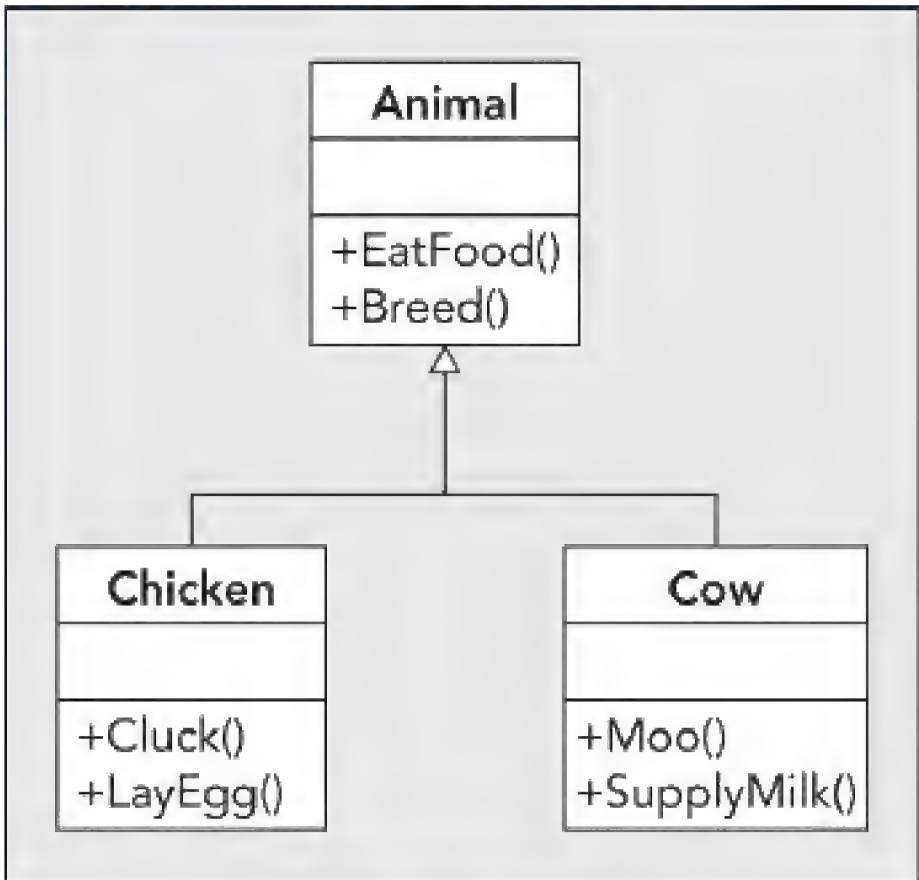 Animal
+EatFood()
+Breed()
Chicken
+Cluck()
+LayEgg()
Cow
+Moo()
+SupplyMilk()